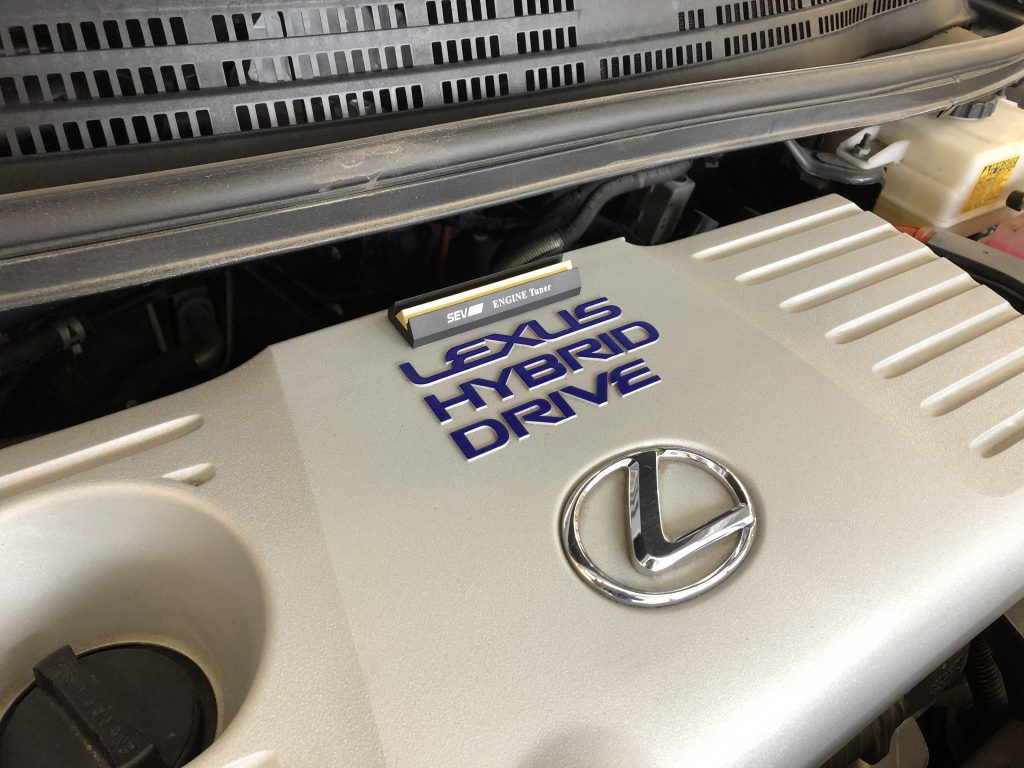 SEV ENGINE Tuner
LEXUS
HYBRID
DRIVE